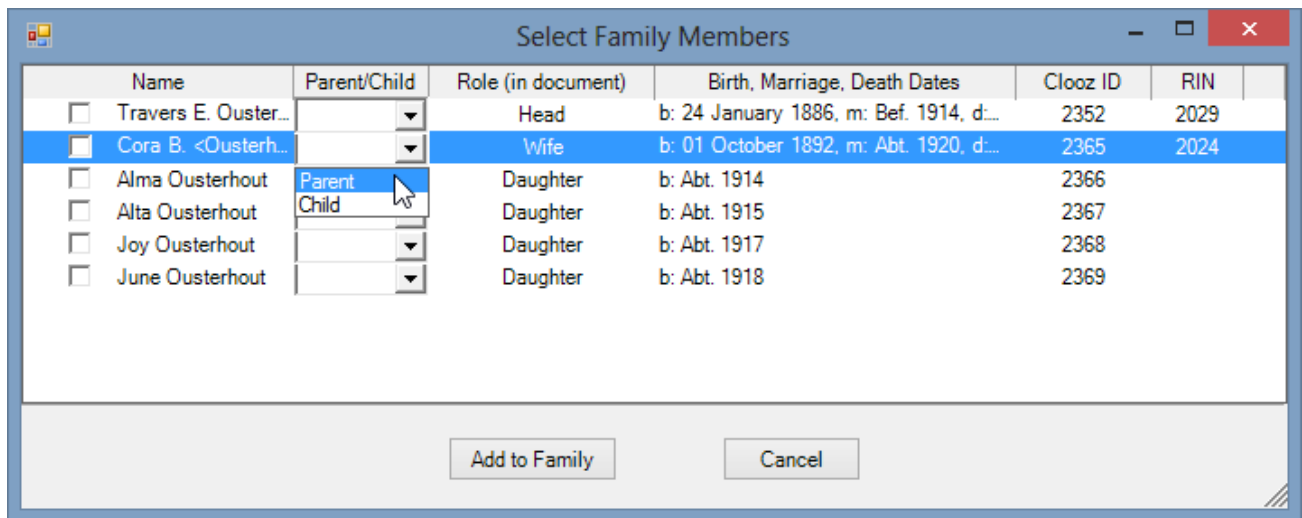 Select Family Members
Name Parent/Child Role (in document) Birth, Marriage, Death Dates Clooz ID RIN
Travers E. Ouster... Head b: 24 January 1886, m: Bef. 1914, d:... 2352 2029
Cora B. <Ousterh... Wife b: 01 October 1892, m: Abt. 1920, d:... 2365 2024
Alma Ousterhout Parent Daughter b: Abt. 1914 2366
Child
Alta Ousterhout Daughter b: Abt. 1915 2367
Joy Ousterhout Daughter b: Abt. 1917 2368
June Ousterhout Daughter b: Abt. 1918 2369
Add to Family Cancel